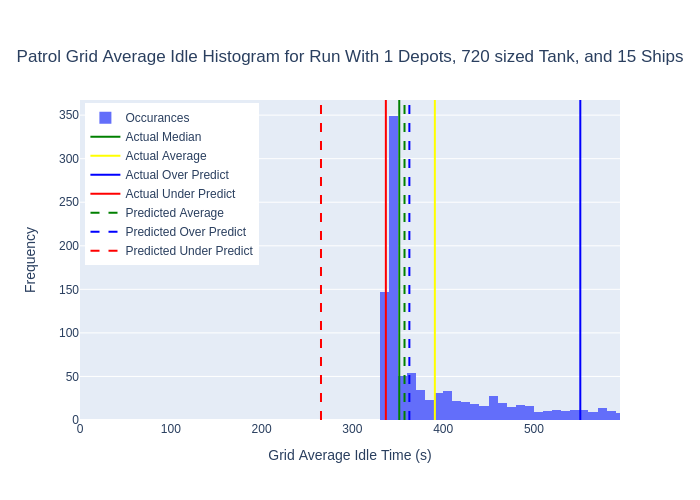 Patrol Grid Average Idle Histogram for Run With 1 Depots, 720 sized Tank, and 15 Ships
Occurances
Actual Median
Actual Average
Actual Over Predict
Actual Under Predict
Predicted Average
Predicted Over Predict
Predicted Under Predict
Frequency
350
300
250
200
150
100
50
0
0 100 200 300 400 500
Grid Average Idle Time (s)